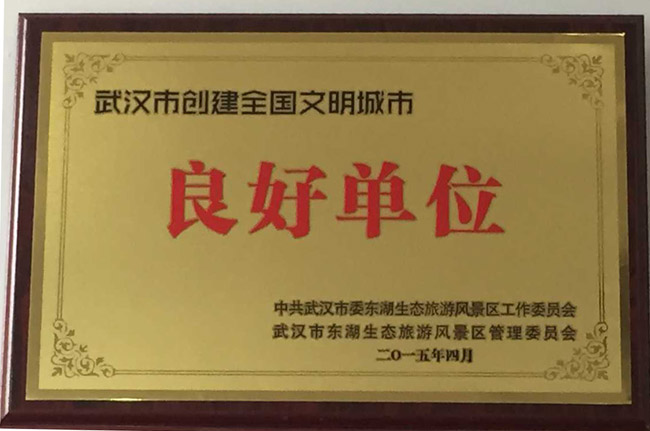 武汉市创建全国文明城市
良好单位
中共武汉市委东湖生态旅游风景区工作委员会
武汉市东湖生态旅游风景区管理委员会
二〇一五年四月